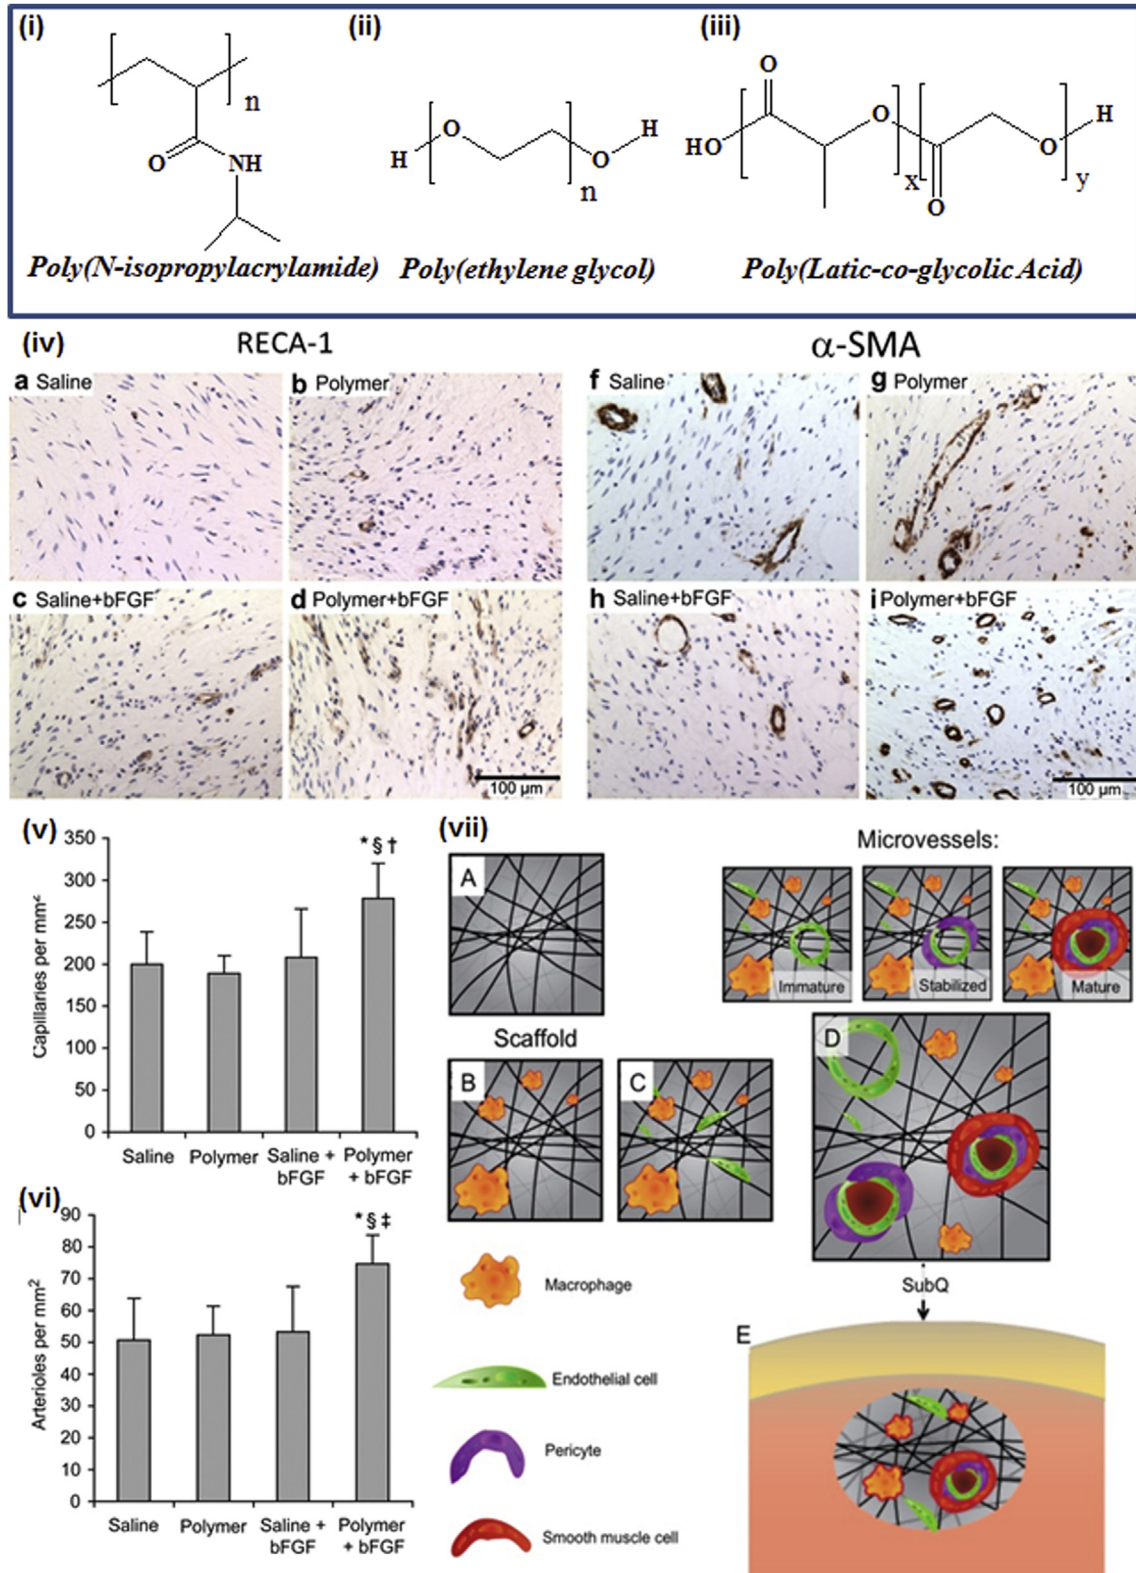 (i)
(ii)
(iii)
n
O
NH
Poly(N-isopropylacrylamide)
H
O
O
H
n
Poly(ethylene glycol)
O
HO
O
x
O
O
H
y
Poly(Latic-co-glycolic Acid)
(iv)
RECA-1
α-SMA
a Saline
b Polymer
f Saline
g Polymer
c Saline+bFGF
d Polymer+bFGF
h Saline+bFGF
i Polymer+bFGF
100 µm
100 µm
(v)
350
300
250
200
150
100
50
0
Capillaries per mm²
* § †
Saline
Polymer
Saline +
bFGF
Polymer
+ bFGF
(vi)
90
80
70
60
50
40
30
20
10
0
Arterioles per mm²
* § ‡
Saline
Polymer
Saline +
bFGF
Polymer
+ bFGF
(vii)
A
Scaffold
B
C
Microvessels:
Immature
Stabilized
Mature
D
SubQ
E
Macrophage
Endothelial cell
Pericyte
Smooth muscle cell